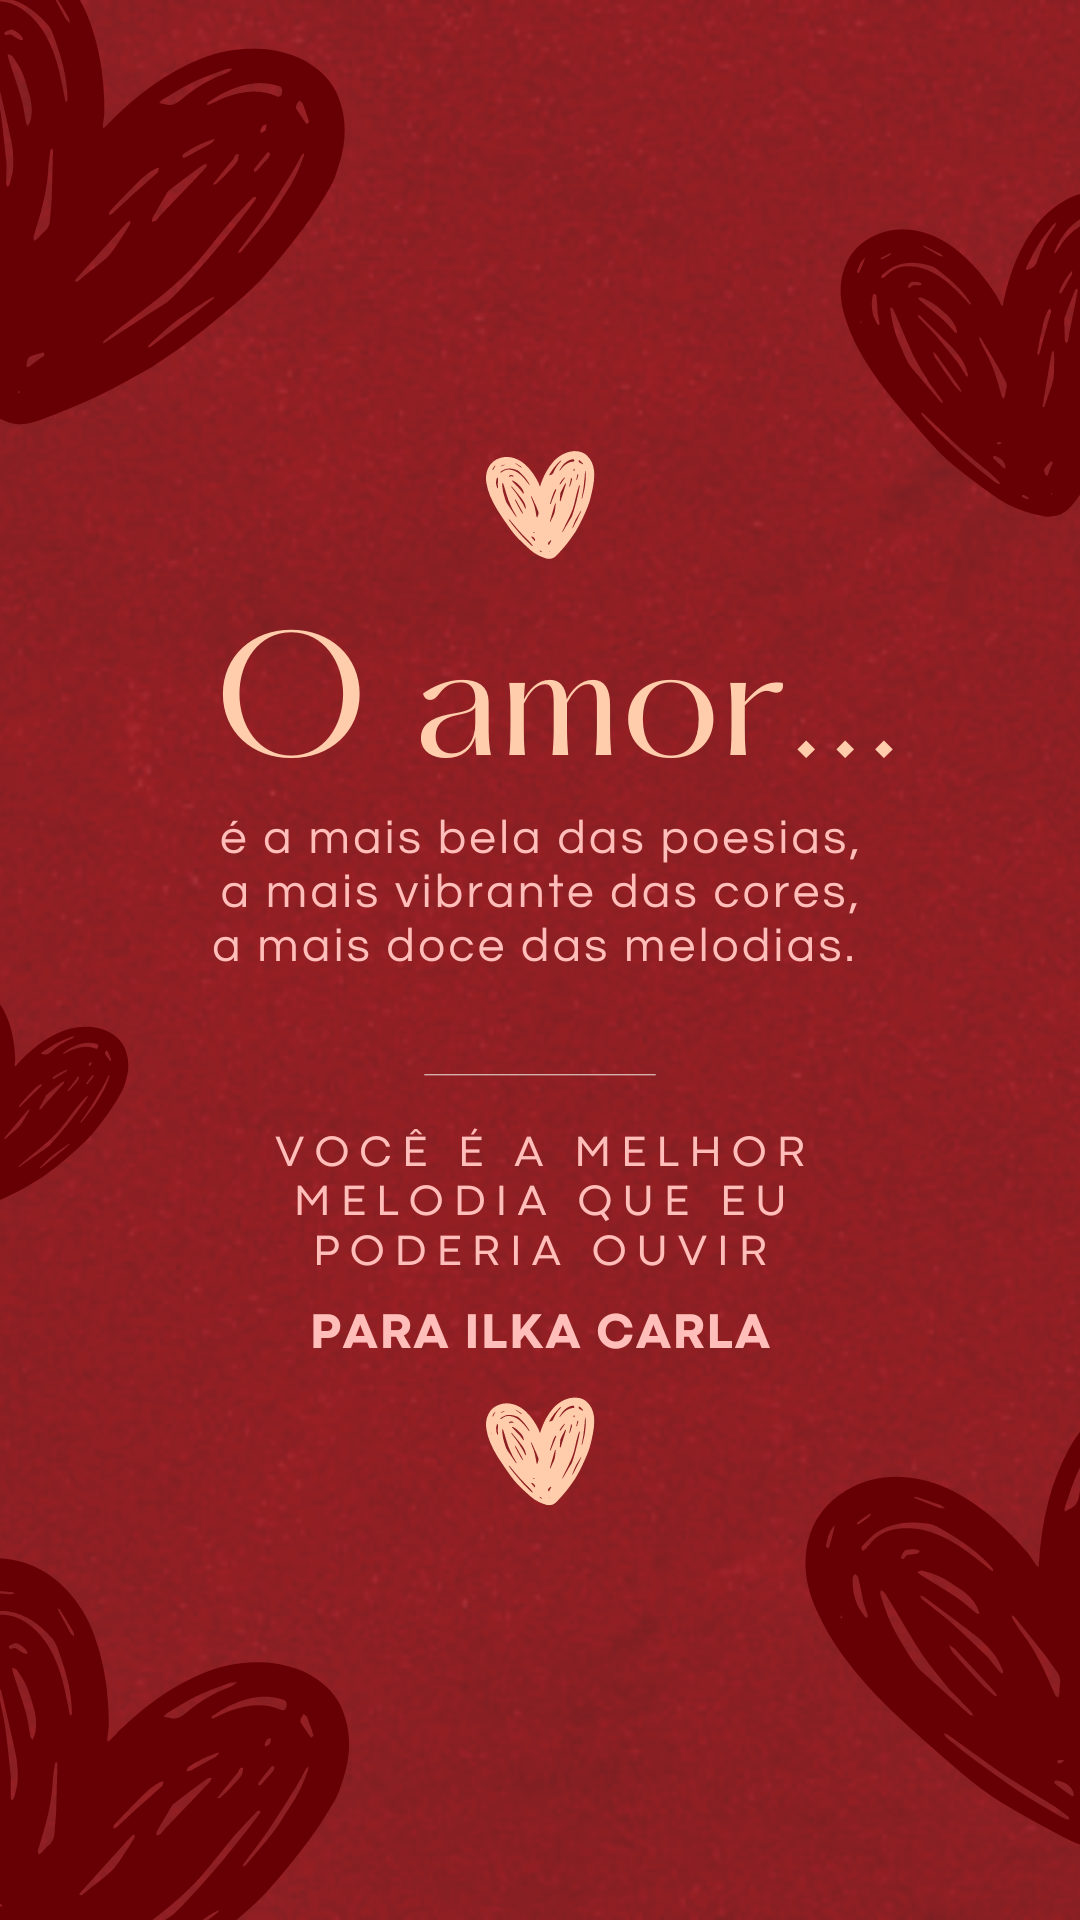 O amor...
é a mais bela das poesias,
a mais vibrante das cores,
a mais doce das melodias.
VOCÊ É A MELHOR
MELODIA QUE EU
PODERIA OUVIR
PARA ILKA CARLA